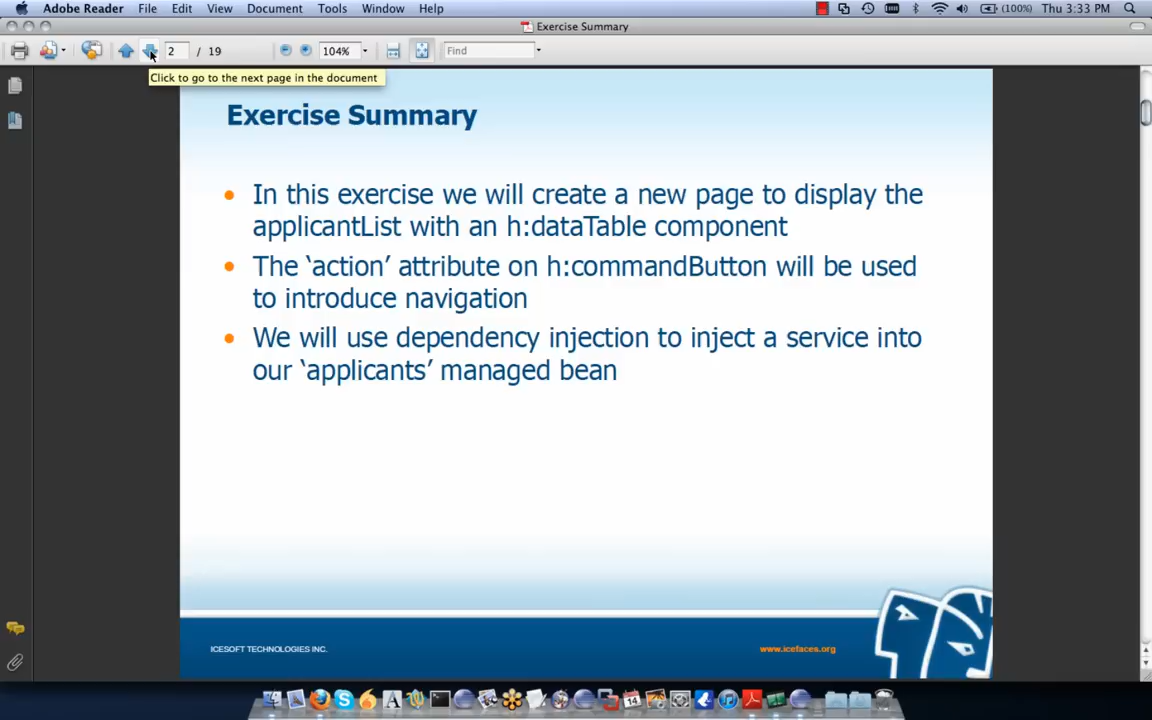 Adobe Reader File Edit View Document Tools Window Help (100%) Thu 3:33 PM
Exercise Summary
2 / 19 104% Find
Click to go to the next page in the document
Exercise Summary
• In this exercise we will create a new page to display the
applicantList with an h:dataTable component
• The ‘action’ attribute on h:commandButton will be used
to introduce navigation
• We will use dependency injection to inject a service into
our ‘applicants’ managed bean
ICESOFT TECHNOLOGIES INC. www.icefaces.org
14